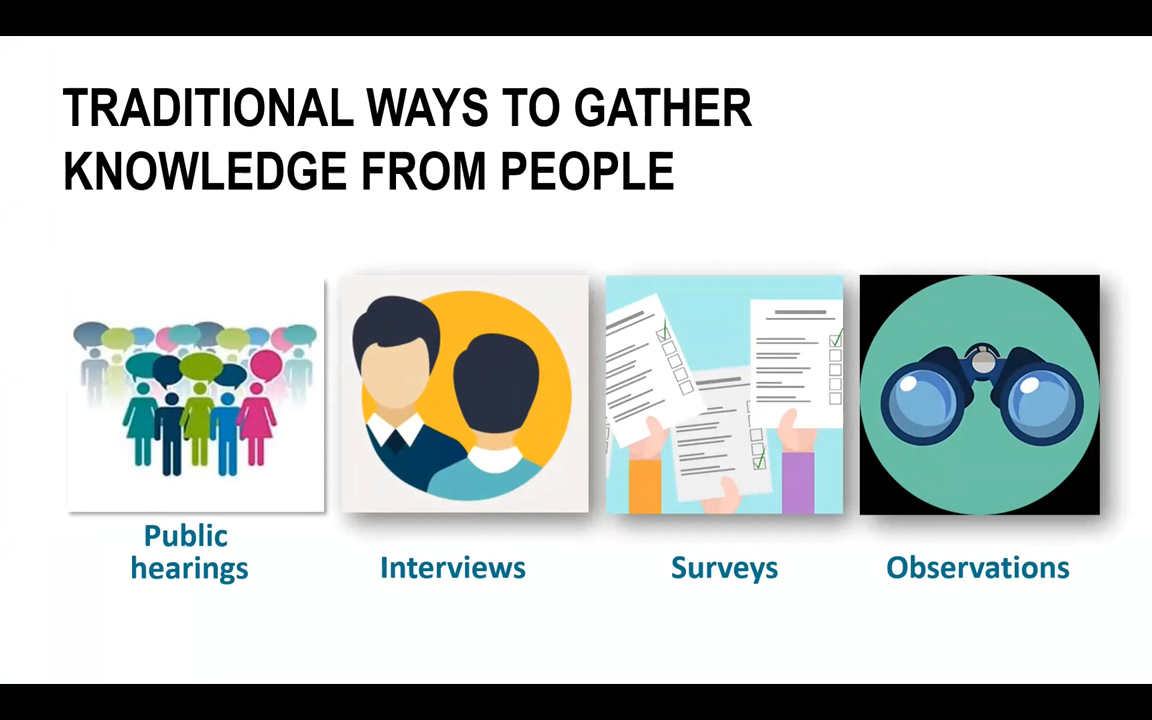 TRADITIONAL WAYS TO GATHER
KNOWLEDGE FROM PEOPLE
Public
hearings
Interviews
Surveys
Observations